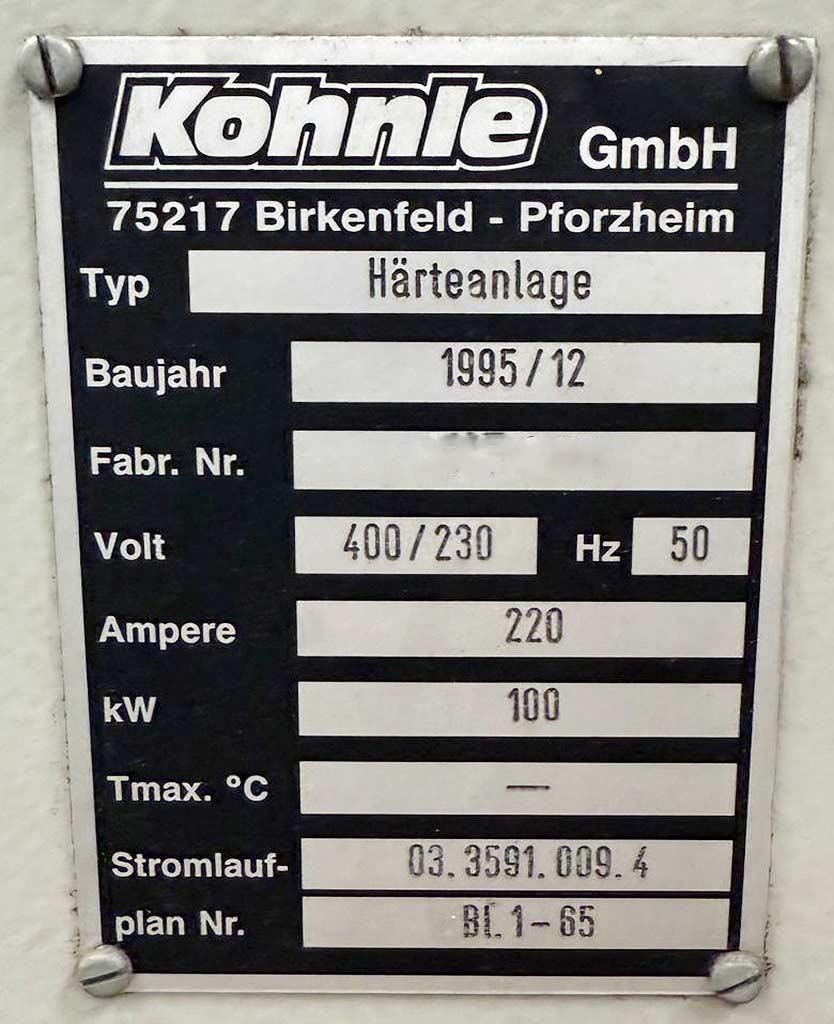 Kohnle GmbH
75217 Birkenfeld - Pforzheim
Typ Härteanlage
Baujahr 1995/12
Fabr. Nr.
Volt 400/230 Hz 50
Ampere 220
kW 100
Tmax. °C —
Stromlauf- 03.3591.009.4
plan Nr. Bl.1-65